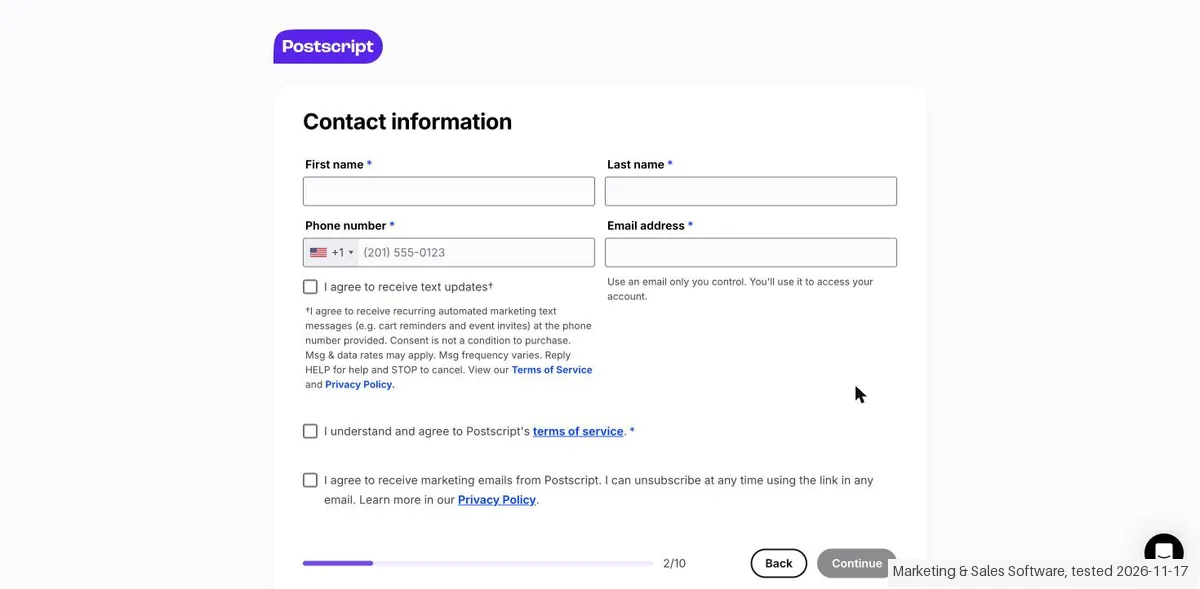 Postscript
Contact information
First name *
Last name *
Phone number *
Email address *
+1 (201) 555-0123
I agree to receive text updates†
Use an email only you control. You'll use it to access your
account.
†I agree to receive recurring automated marketing text
messages (e.g. cart reminders and event invites) at the phone
number provided. Consent is not a condition to purchase.
Msg & data rates may apply. Msg frequency varies. Reply
HELP for help and STOP to cancel. View our Terms of Service
and Privacy Policy.
I understand and agree to Postscript's terms of service. *
I agree to receive marketing emails from Postscript. I can unsubscribe at any time using the link in any
email. Learn more in our Privacy Policy.
2/10
Back
Continue
Marketing & Sales Software, tested 2026-11-17